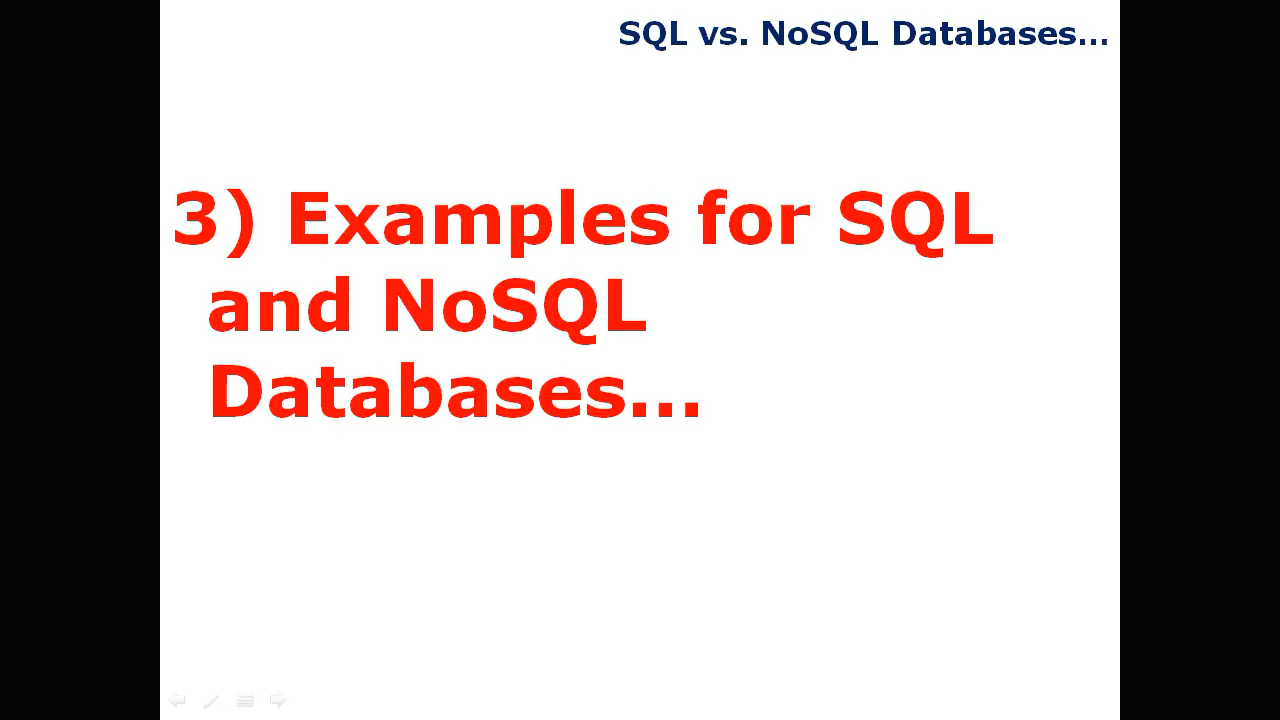 SQL vs. NoSQL Databases...
3) Examples for SQL
and NoSQL
Databases...